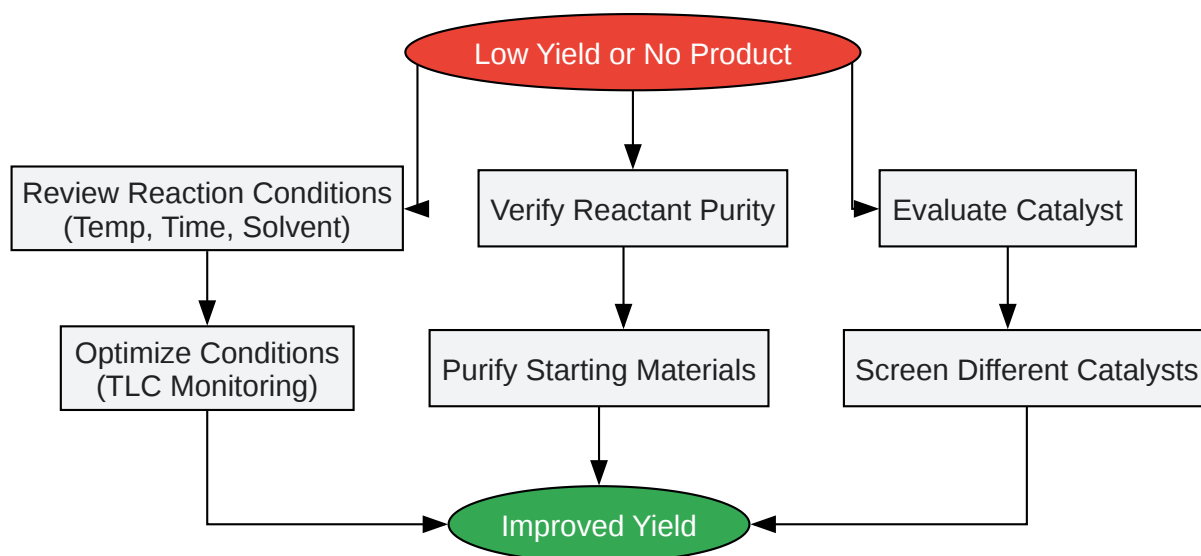 Low Yield or No Product
Review Reaction Conditions
(Temp, Time, Solvent)
Verify Reactant Purity
Evaluate Catalyst
Optimize Conditions
(TLC Monitoring)
Purify Starting Materials
Screen Different Catalysts
Improved Yield